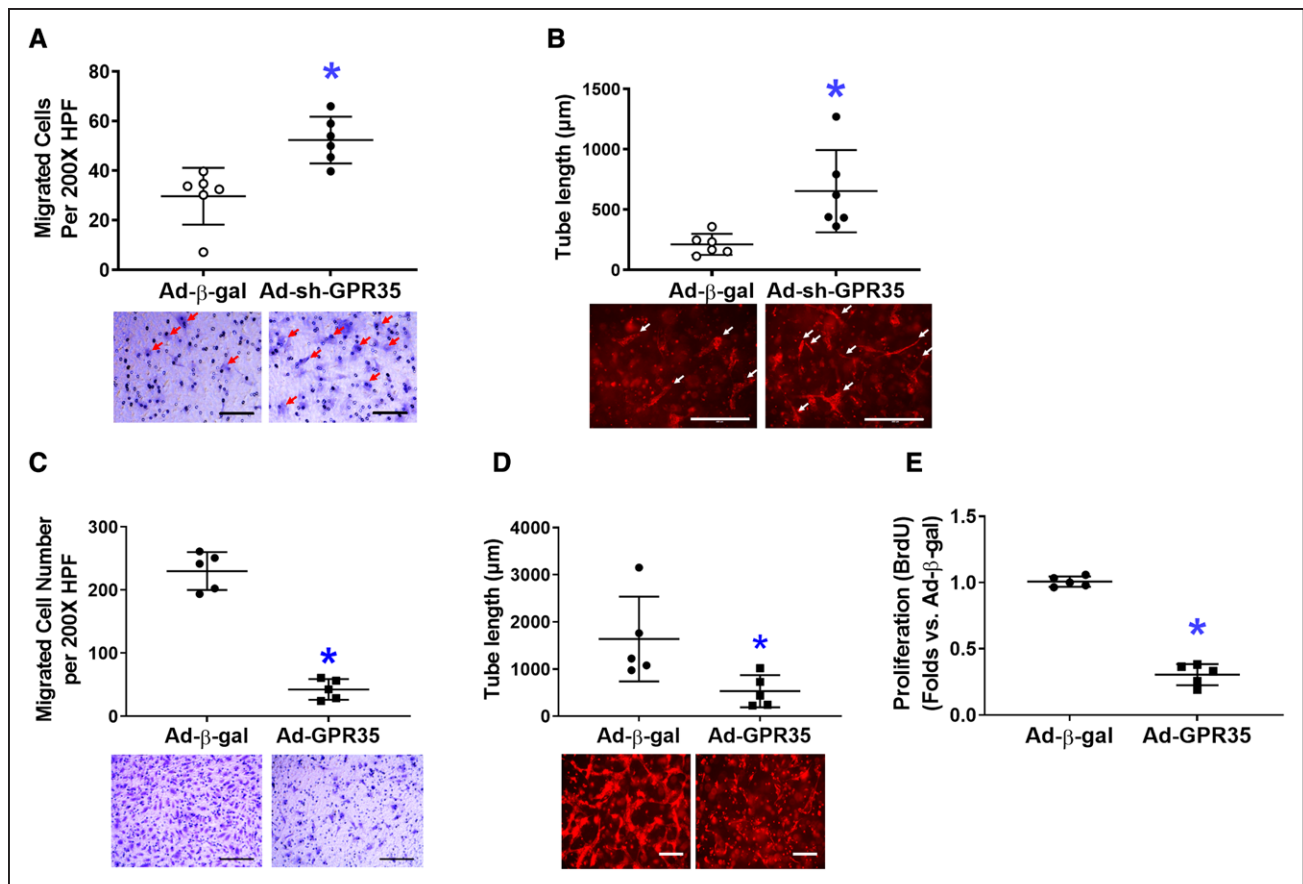 A
Migrated Cells
Per 200X HPF
80
60
40
20
0
*
Ad-β-gal Ad-sh-GPR35
B
Tube length (µm)
1500
1000
500
0
*
Ad-β-gal Ad-sh-GPR35
C
Migrated Cell Number
per 200X HPF
300
200
100
0
*
Ad-β-gal Ad-GPR35
D
Tube length (µm)
4000
3000
2000
1000
0
*
Ad-β-gal Ad-GPR35
E
Proliferation (BrdU)
(Folds vs. Ad-β-gal)
1.5
1.0
0.5
0.0
*
Ad-β-gal Ad-GPR35